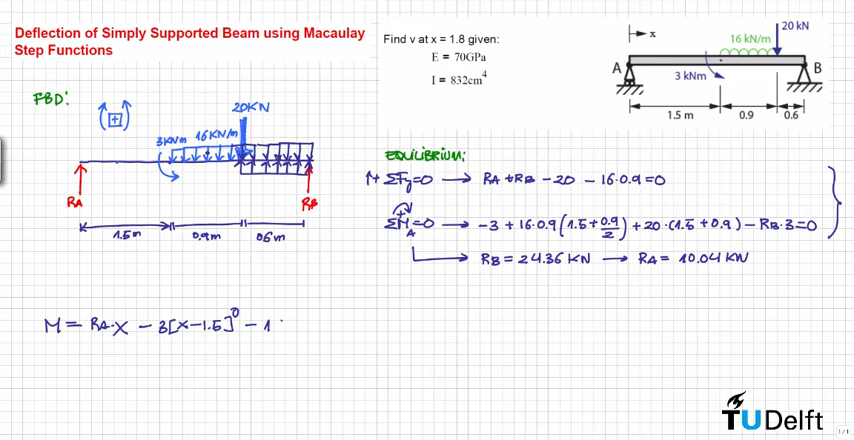 Deflection of Simply Supported Beam using Macaulay
Step Functions
Find v at x = 1.8 given:
E = 70GPa
I = 832cm⁴
x
20 kN
16 kN/m
A
3 kNm
B
1.5 m
0.9
0.6
FBD:
+
20KN
3KNm
16KN/m
RA
RB
1.5m
0.9m
0.6m
EQUILIBRIUM:
↑+ ΣFy=0 → RA+RB -20 - 16·0.9=0
ΣM_A=0 → -3 + 16·0.9(1.5+0.9/2)+20·(1.5+0.9) - RB·3=0
→ RB = 24.36 KN → RA = 10.04 KN
M = RA·x - 3[x-1.5]⁰ - 1
TUDelft
1/1